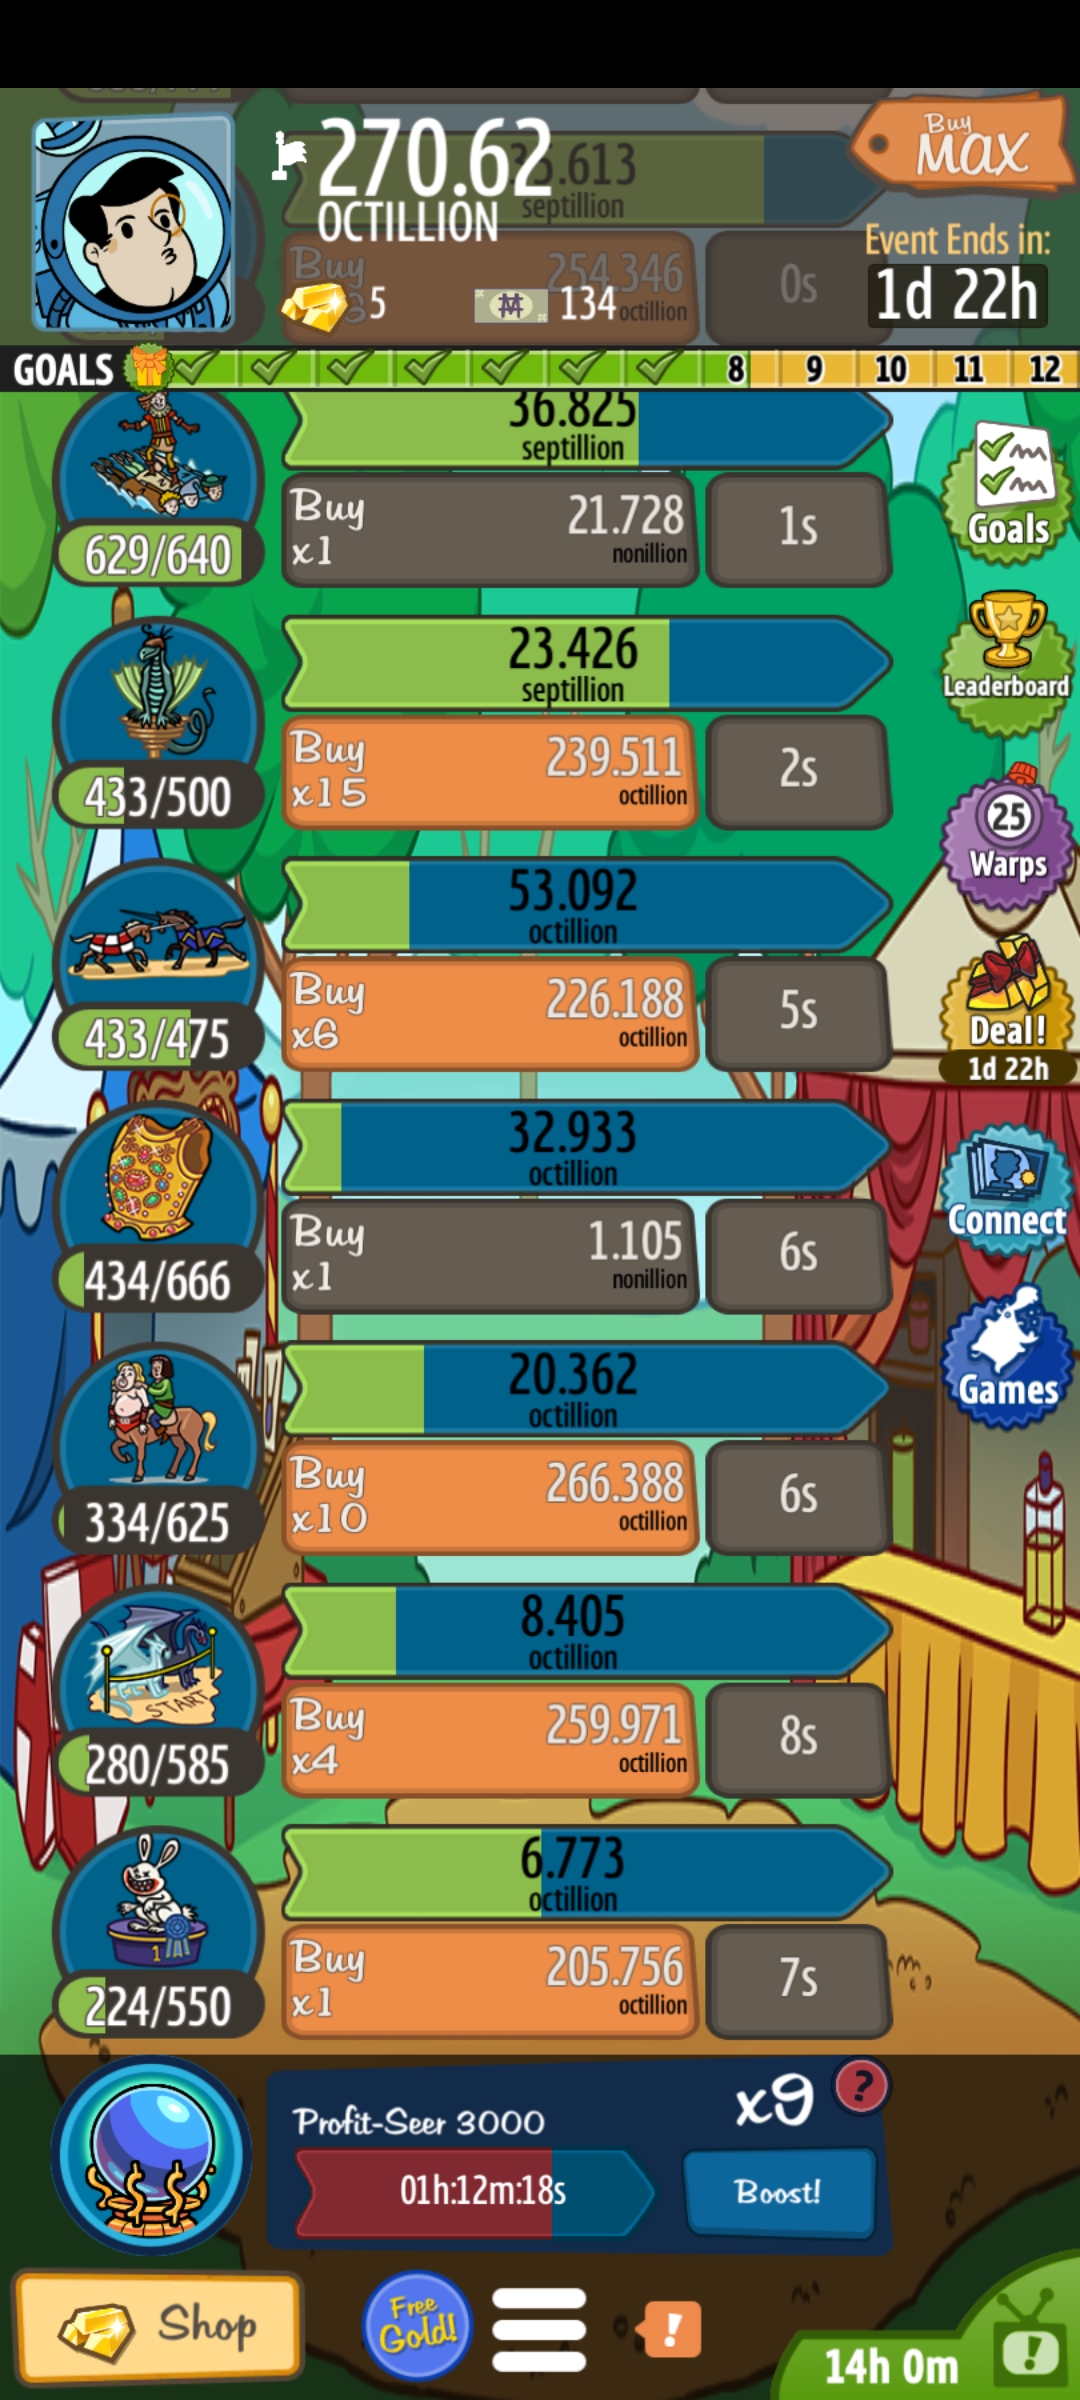 270.62
OCTILLION
Buy
MAX
septillion
Event Ends in:
1d 22h
Buy
254.346
octillion
0s
5
134
GOALS
8
9
10
11
12
36.825
septillion
629/640
Buy
x1
21.728
nonillion
1s
Goals
23.426
septillion
433/500
Buy
x15
239.511
octillion
2s
Leaderboard
25
Warps
53.092
octillion
433/475
Buy
x6
226.188
octillion
5s
Deal!
1d 22h
32.933
octillion
434/666
Buy
x1
1.105
nonillion
6s
Connect
20.362
octillion
334/625
Buy
x10
266.388
octillion
6s
Games
8.405
octillion
START
280/585
Buy
x4
259.971
octillion
8s
6.773
octillion
1
224/550
Buy
x1
205.756
octillion
7s
Profit-Seer 3000
x9
?
01h:12m:18s
Boost!
Shop
Free
Gold!
!
14h 0m
!